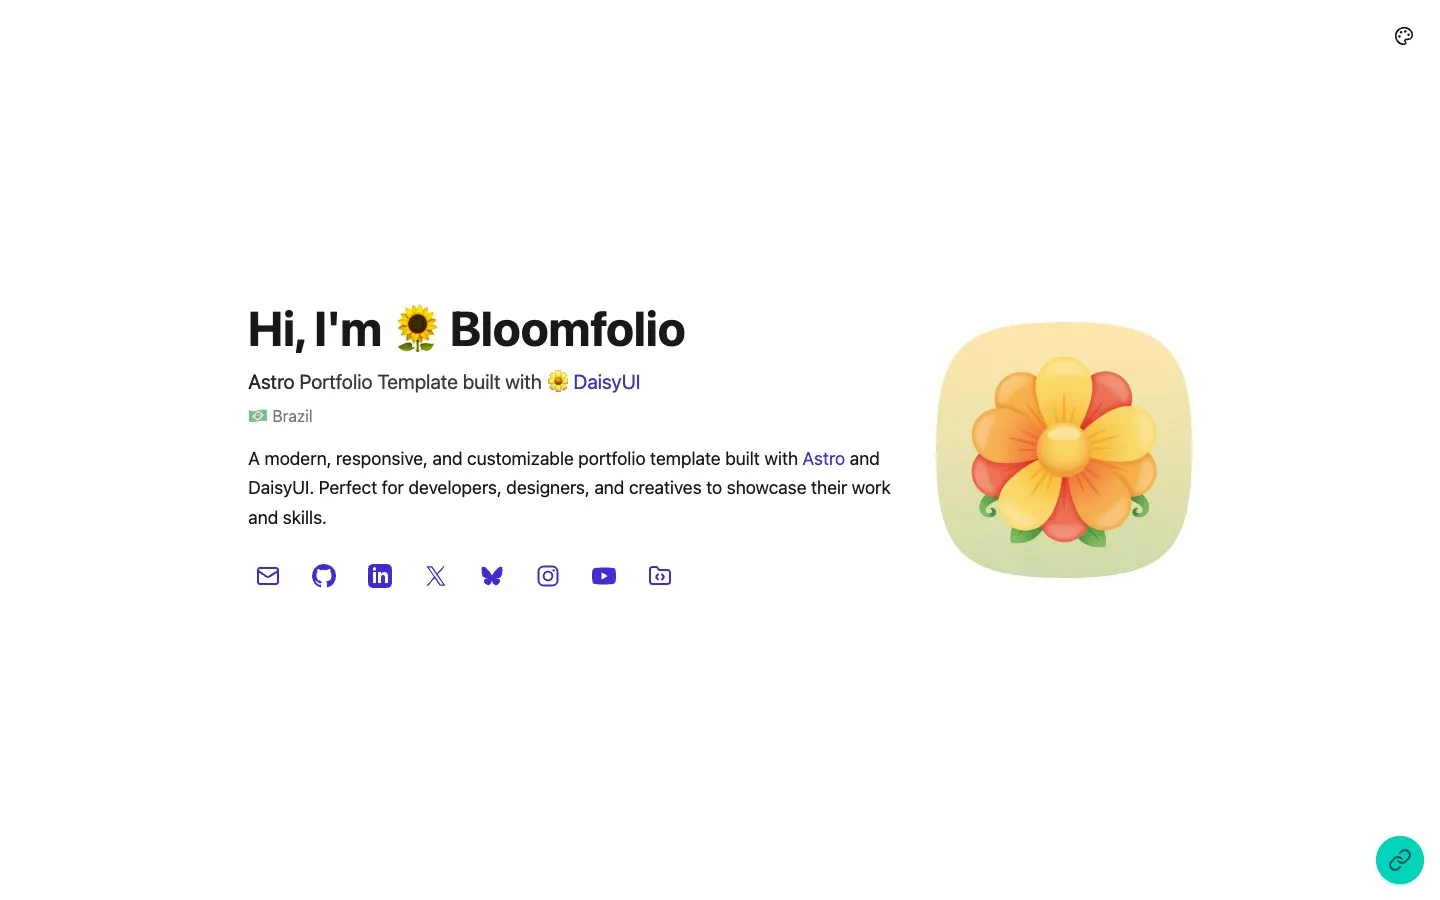 Hi, I'm 🌻 Bloomfolio
Astro Portfolio Template built with 🌼 DaisyUI
🇧🇷 Brazil
A modern, responsive, and customizable portfolio template built with Astro and
DaisyUI. Perfect for developers, designers, and creatives to showcase their work
and skills.